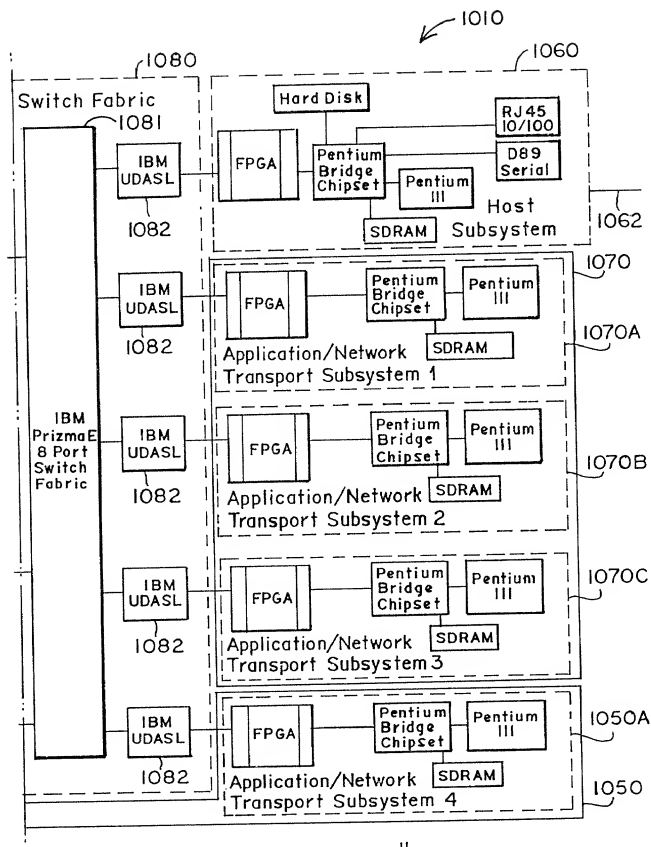 1010
1080
1060
Switch Fabric
1081
Hard Disk
RJ45
10/100
IBM
UDASL
FPGA
Pentium
Bridge
Chipset
D89
Serial
Pentium
III
1082
Host
Subsystem
1062
SDRAM
1070
IBM
UDASL
FPGA
Pentium
Bridge
Chipset
Pentium
III
1070A
1082
SDRAM
Application/Network
Transport Subsystem 1
IBM
PrizmaE
8 Port
Switch
Fabric
IBM
UDASL
FPGA
Pentium
Bridge
Chipset
Pentium
III
1070B
1082
SDRAM
Application/Network
Transport Subsystem 2
IBM
UDASL
FPGA
Pentium
Bridge
Chipset
Pentium
III
1070C
1082
SDRAM
Application/Network
Transport Subsystem 3
IBM
UDASL
FPGA
Pentium
Bridge
Chipset
Pentium
III
1050A
1082
SDRAM
Application/Network
Transport Subsystem 4
1050